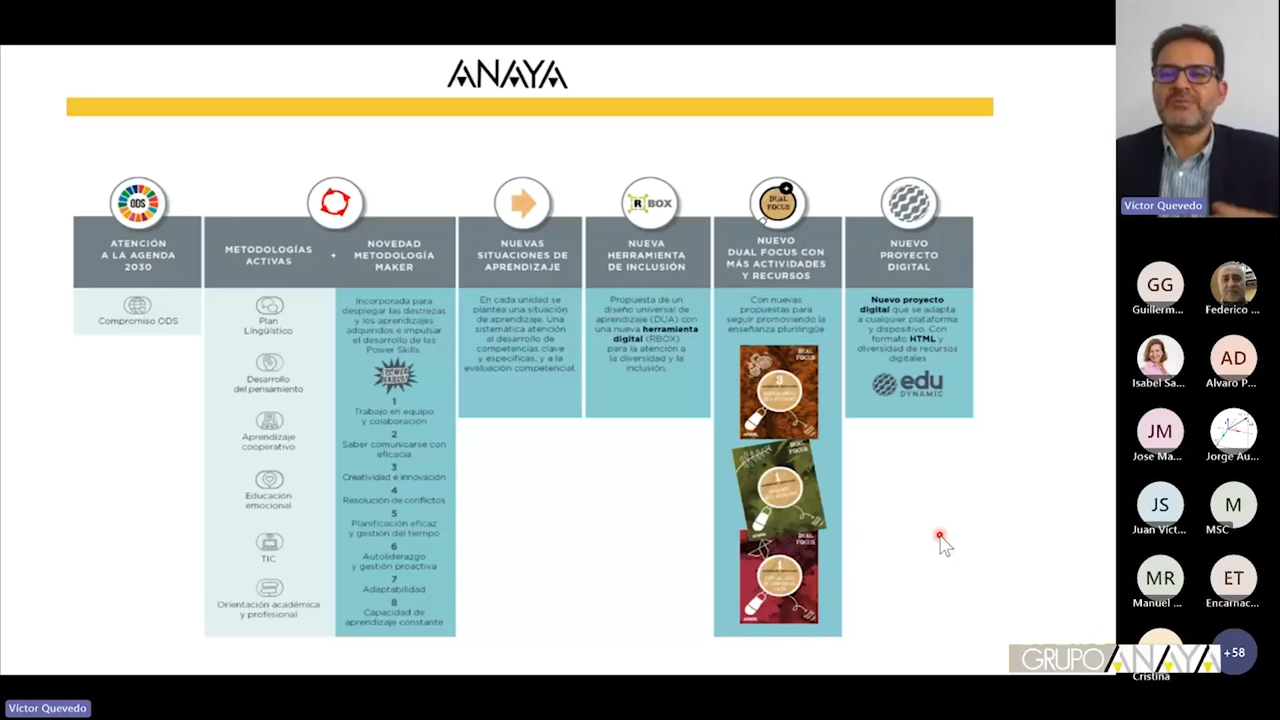 ANAYA
ODS
ATENCIÓN
A LA AGENDA
2030
Compromiso ODS
METODOLOGÍAS
ACTIVAS
+
NOVEDAD
METODOLOGÍA
MAKER
Plan
Lingüístico
Desarrollo
del pensamiento
Aprendizaje
cooperativo
Educación
emocional
TIC
Orientación académica
y profesional
Incorporada para
desplegar las destrezas
y los aprendizajes
adquiridos e impulsar
el desarrollo de las
Power Skills.
POWER
SKILLS
1
Trabajo en equipo
y colaboración
2
Saber comunicarse con
eficacia
3
Creatividad e innovación
4
Resolución de conflictos
5
Planificación eficaz
y gestión del tiempo
6
Autoliderazgo
y gestión proactiva
7
Adaptabilidad
8
Capacidad de
aprendizaje constante
NUEVAS
SITUACIONES DE
APRENDIZAJE
En cada unidad se
plantea una situación
de aprendizaje. Una
sistemática atención
al desarrollo de
competencias clave
y específicas, y a la
evaluación competencial.
R BOX
NUEVA
HERRAMIENTA
DE INCLUSIÓN
Propuesta de un
diseño universal de
aprendizaje (DUA) con
una nueva herramienta
digital (RBOX)
para la atención a
la diversidad y la
inclusión.
DUAL
FOCUS
+
NUEVO
DUAL FOCUS CON
MÁS ACTIVIDADES
Y RECURSOS
Con nuevas
propuestas para
seguir promoviendo la
enseñanza plurilingüe
DUAL
FOCUS
3
DUAL
FOCUS
1
DUAL
FOCUS
1
NUEVO
PROYECTO
DIGITAL
Nuevo proyecto
digital que se adapta
a cualquier plataforma
y dispositivo. Con
formato HTML y
diversidad de recursos
digitales
edu
DYNAMIC
GRUPO ANAYA
Víctor Quevedo
GG
Guillerm...
Federico ...
Isabel Sa...
AD
Alvaro P...
JM
Jose Ma...
Jorge Au...
JS
Juan Víct...
M
MSC
MR
Manuel ...
ET
Encarnac...
Cristina
+58
Víctor Quevedo